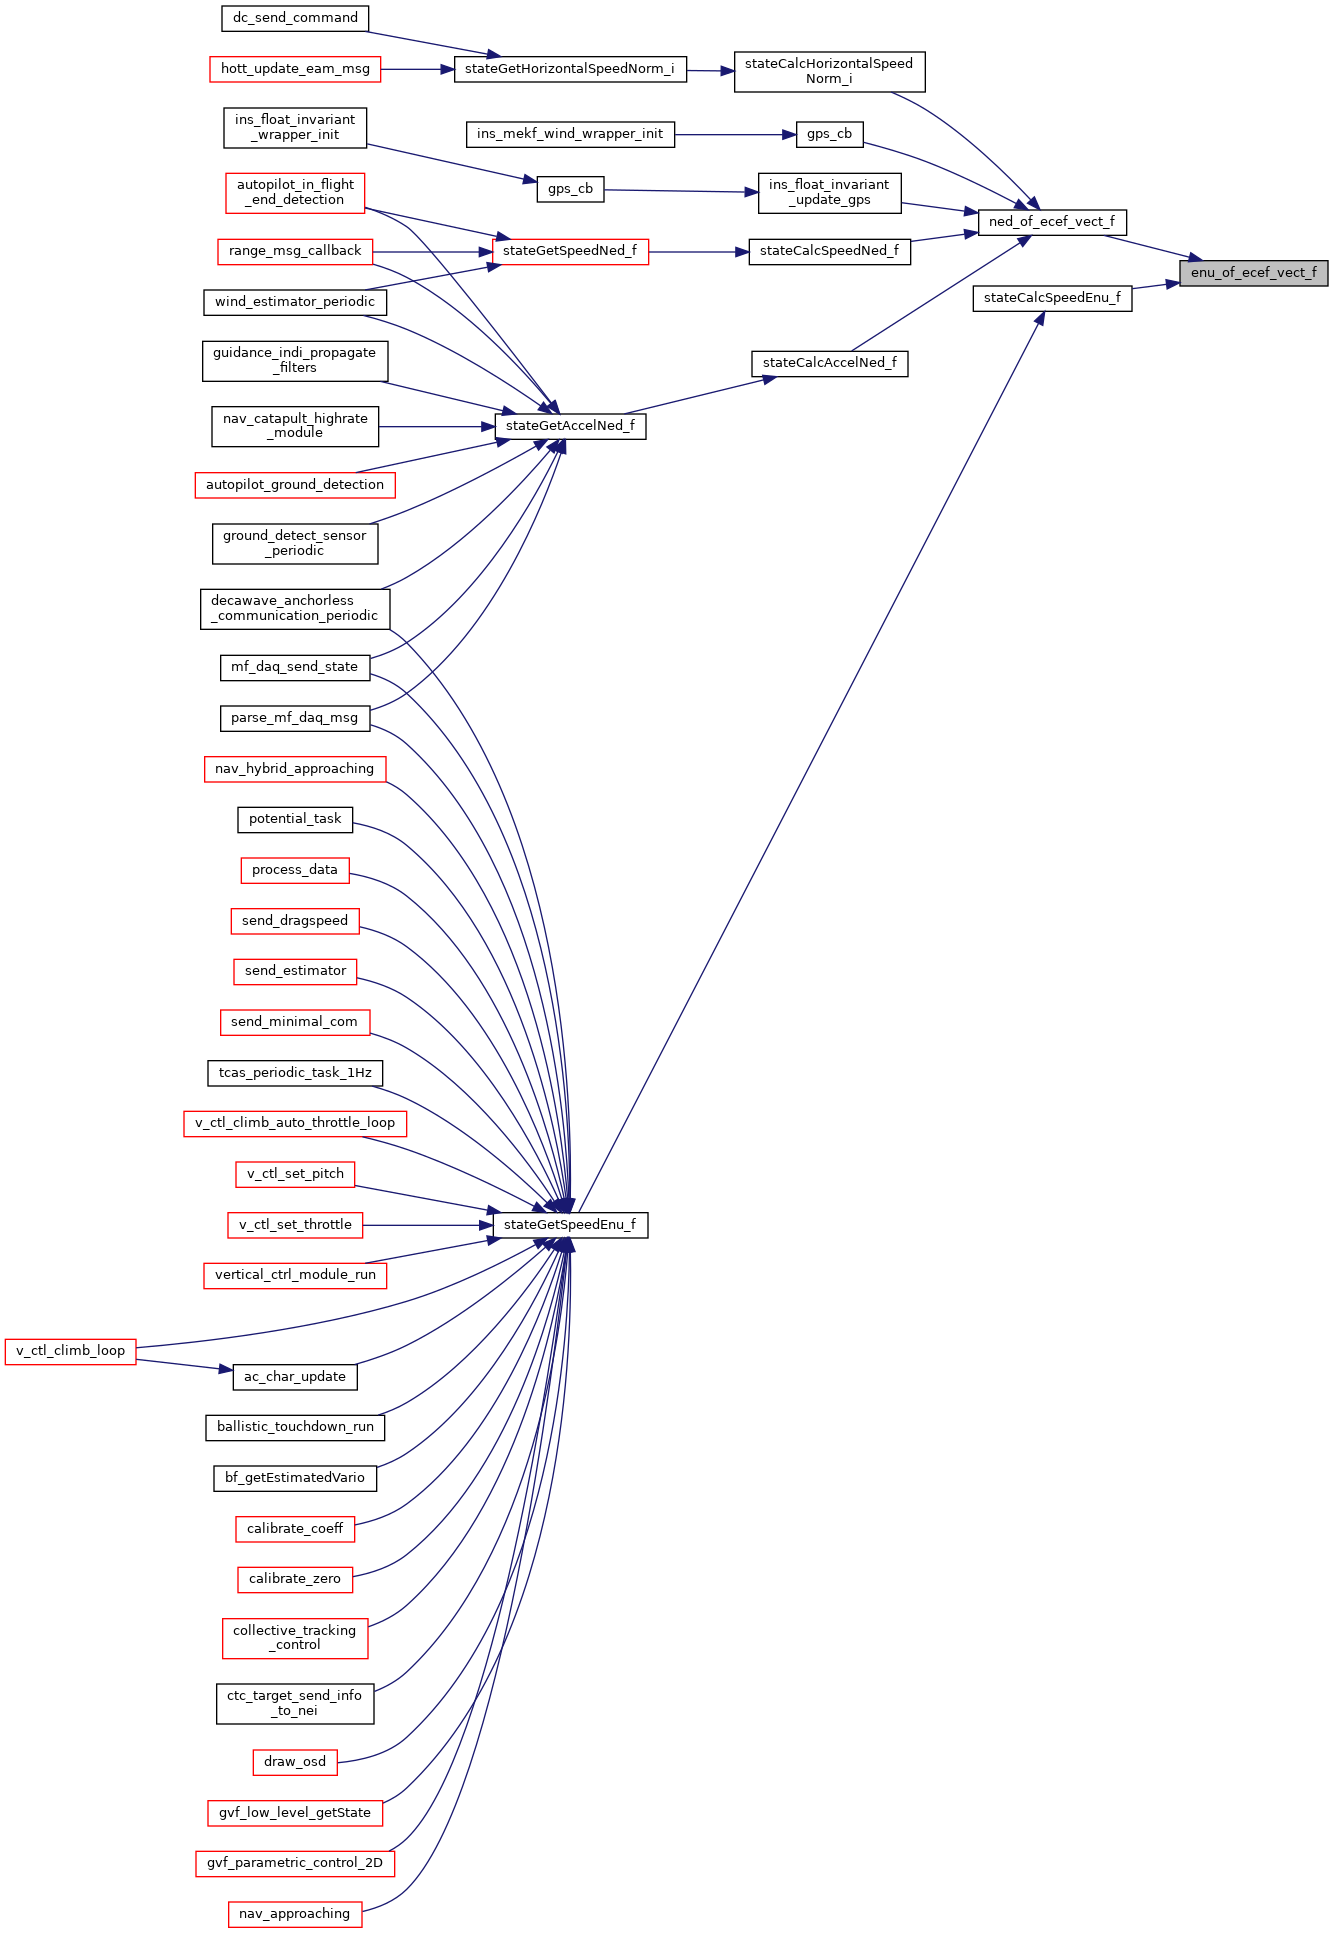 dc_send_command
hott_update_eam_msg
stateGetHorizontalSpeedNorm_i
stateCalcHorizontalSpeed
Norm_i
ins_float_invariant
_wrapper_init
ins_mekf_wind_wrapper_init
gps_cb
autopilot_in_flight
_end_detection
gps_cb
ins_float_invariant
_update_gps
ned_of_ecef_vect_f
range_msg_callback
stateGetSpeedNed_f
stateCalcSpeedNed_f
enu_of_ecef_vect_f
wind_estimator_periodic
stateCalcSpeedEnu_f
guidance_indi_propagate
_filters
stateCalcAccelNed_f
nav_catapult_highrate
_module
stateGetAccelNed_f
autopilot_ground_detection
ground_detect_sensor
_periodic
decawave_anchorless
_communication_periodic
mf_daq_send_state
parse_mf_daq_msg
nav_hybrid_approaching
potential_task
process_data
send_dragspeed
send_estimator
send_minimal_com
tcas_periodic_task_1Hz
v_ctl_climb_auto_throttle_loop
v_ctl_set_pitch
v_ctl_set_throttle
stateGetSpeedEnu_f
vertical_ctrl_module_run
v_ctl_climb_loop
ac_char_update
ballistic_touchdown_run
bf_getEstimatedVario
calibrate_coeff
calibrate_zero
collective_tracking
_control
ctc_target_send_info
_to_nei
draw_osd
gvf_low_level_getState
gvf_parametric_control_2D
nav_approaching